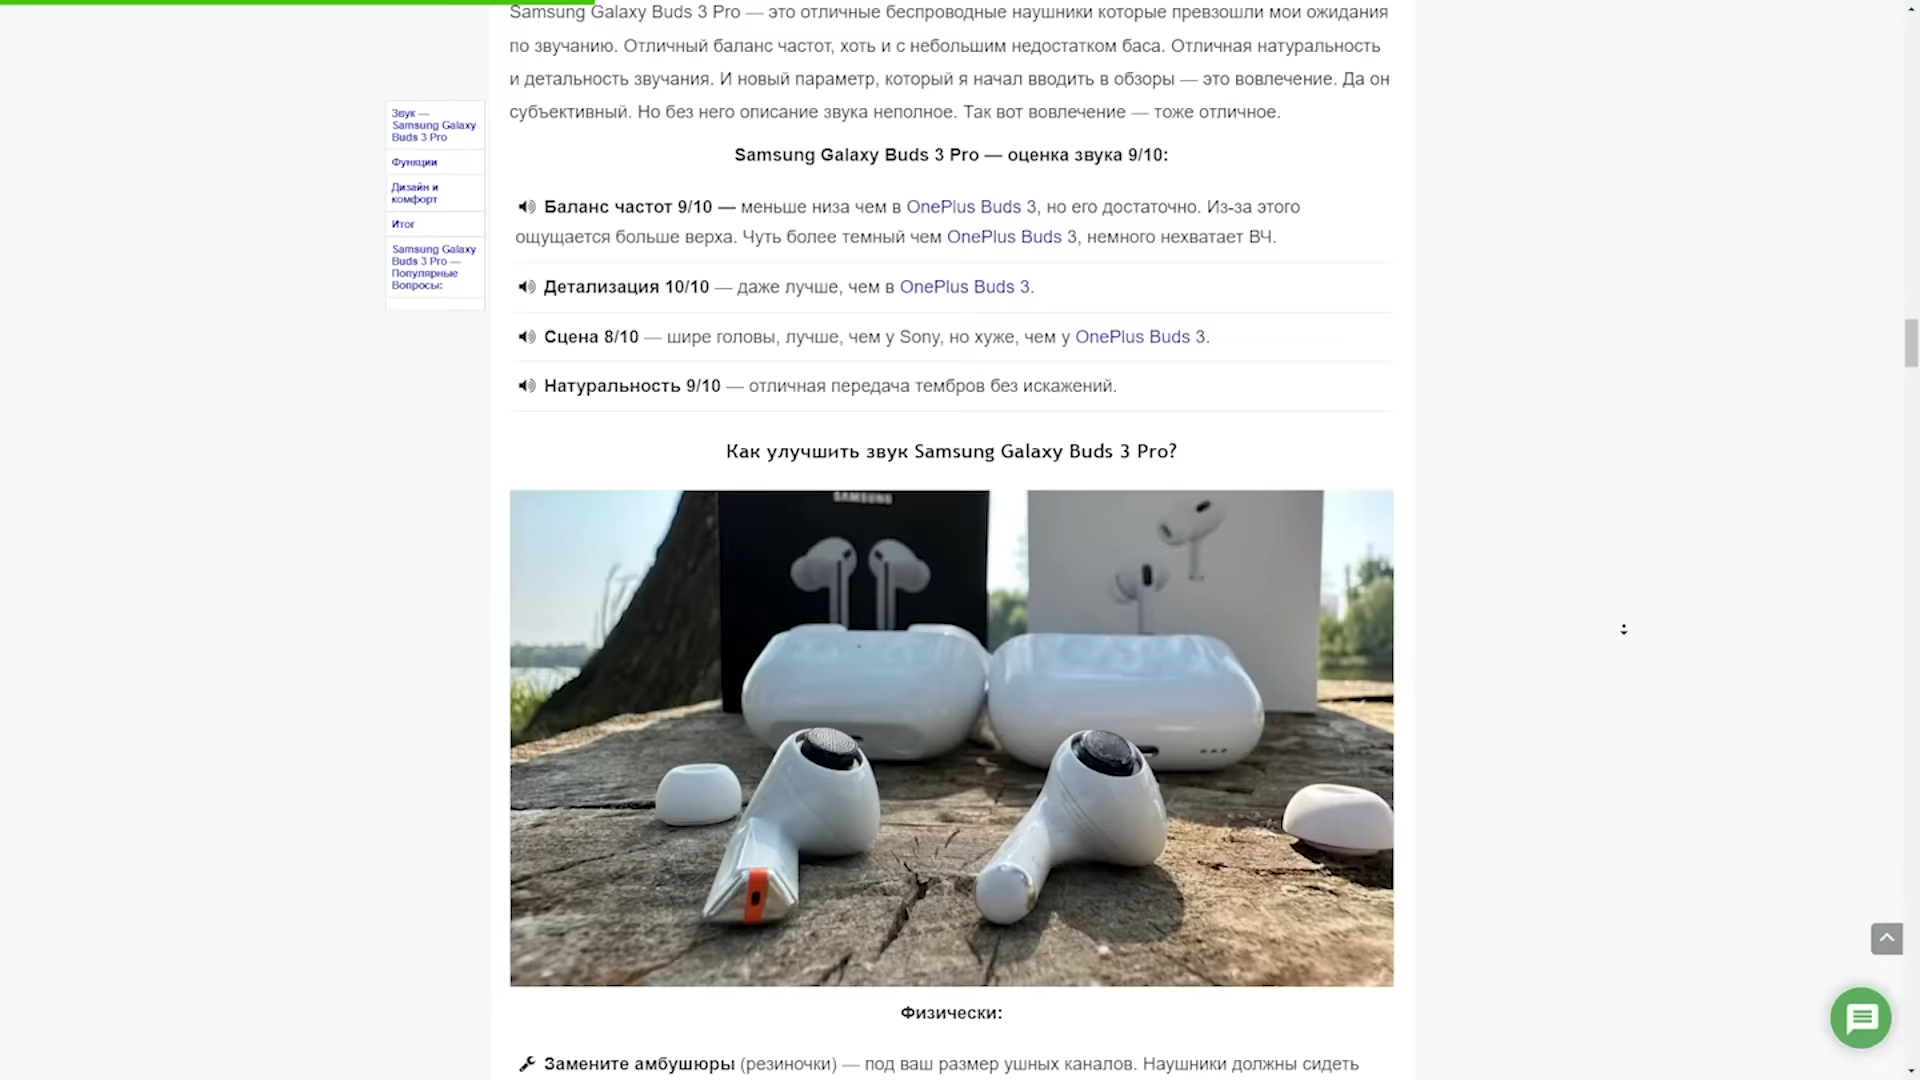 Samsung Galaxy Buds 3 Pro — это отличные беспроводные наушники которые превзошли мои ожидания
по звучанию. Отличный баланс частот, хоть и с небольшим недостатком баса. Отличная натуральность
и детальность звучания. И новый параметр, который я начал вводить в обзоры — это вовлечение. Да он
субъективный. Но без него описание звука неполное. Так вот вовлечение — тоже отличное.
Звук —
Samsung Galaxy
Buds 3 Pro
Функции
Дизайн и
комфорт
Итог
Samsung Galaxy
Buds 3 Pro —
Популярные
Вопросы:
Samsung Galaxy Buds 3 Pro — оценка звука 9/10:
Баланс частот 9/10 — меньше низа чем в OnePlus Buds 3, но его достаточно. Из-за этого
ощущается больше верха. Чуть более темный чем OnePlus Buds 3, немного нехватает ВЧ.
Детализация 10/10 — даже лучше, чем в OnePlus Buds 3.
Сцена 8/10 — шире головы, лучше, чем у Sony, но хуже, чем у OnePlus Buds 3.
Натуральность 9/10 — отличная передача тембров без искажений.
Как улучшить звук Samsung Galaxy Buds 3 Pro?
SAMSUNG
Физически:
Замените амбушюры (резиночки) — под ваш размер ушных каналов. Наушники должны сидеть